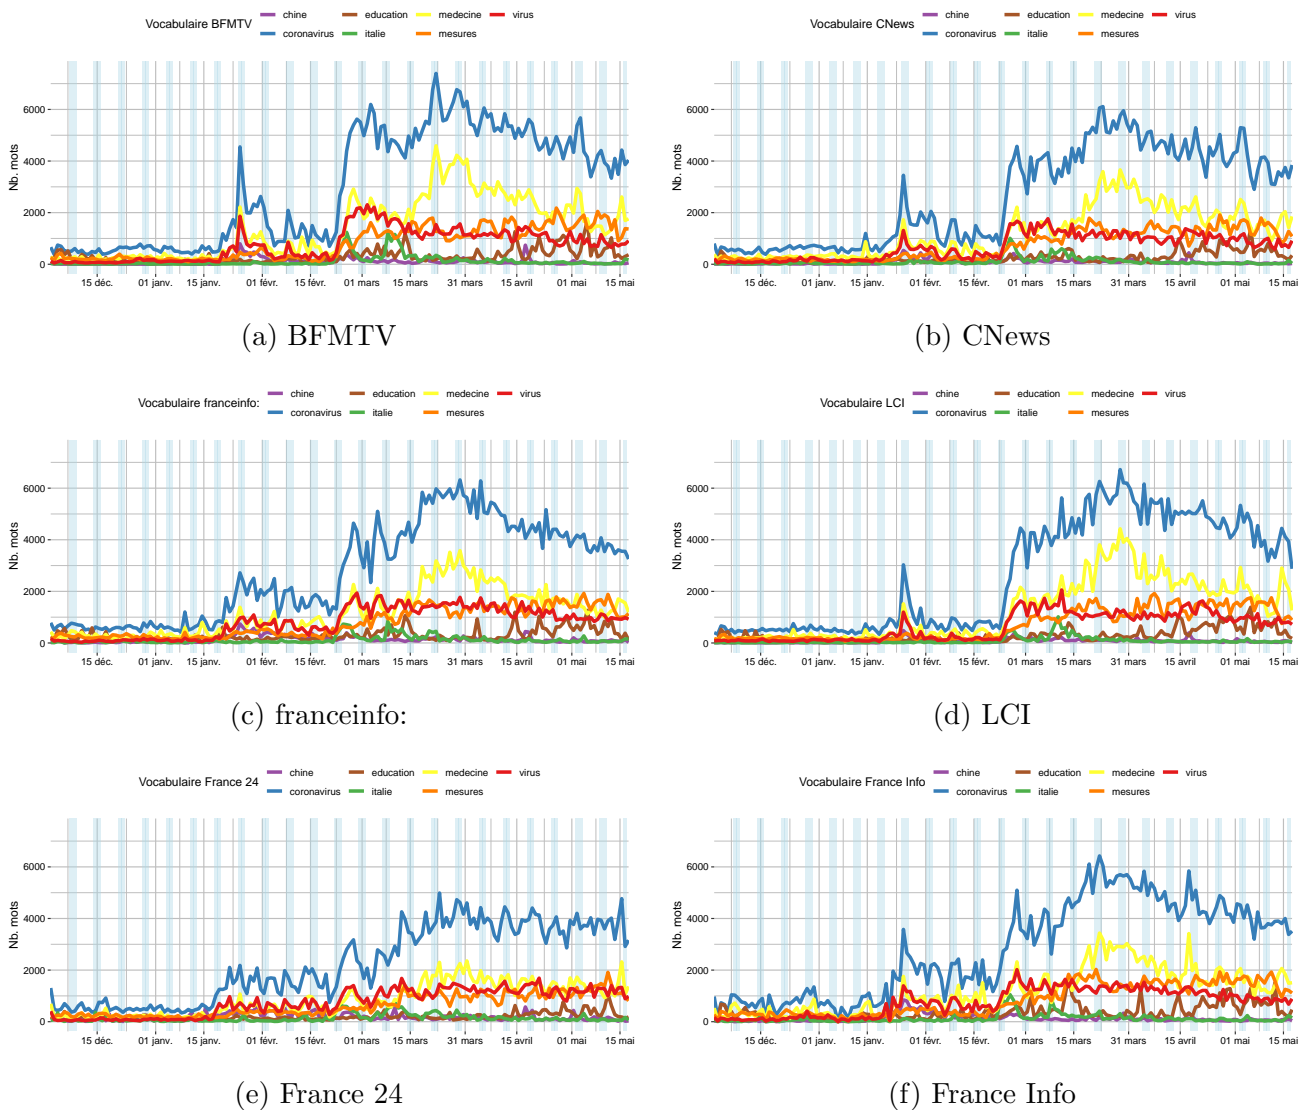 Vocabulaire BFMTV
chine education medecine virus
coronavirus italie mesures
Nb. mots
6000
4000
2000
0
15 déc. 01 janv. 15 janv. 01 févr. 15 févr. 01 mars 15 mars 31 mars 15 avril 01 mai 15 mai
(a) BFMTV
Vocabulaire CNews
chine education medecine virus
coronavirus italie mesures
Nb. mots
6000
4000
2000
0
15 déc. 01 janv. 15 janv. 01 févr. 15 févr. 01 mars 15 mars 31 mars 15 avril 01 mai 15 mai
(b) CNews
Vocabulaire franceinfo:
chine education medecine virus
coronavirus italie mesures
Nb. mots
6000
4000
2000
0
15 déc. 01 janv. 15 janv. 01 févr. 15 févr. 01 mars 15 mars 31 mars 15 avril 01 mai 15 mai
(c) franceinfo:
Vocabulaire LCI
chine education medecine virus
coronavirus italie mesures
Nb. mots
6000
4000
2000
0
15 déc. 01 janv. 15 janv. 01 févr. 15 févr. 01 mars 15 mars 31 mars 15 avril 01 mai 15 mai
(d) LCI
Vocabulaire France 24
chine education medecine virus
coronavirus italie mesures
Nb. mots
6000
4000
2000
0
15 déc. 01 janv. 15 janv. 01 févr. 15 févr. 01 mars 15 mars 31 mars 15 avril 01 mai 15 mai
(e) France 24
Vocabulaire France Info
chine education medecine virus
coronavirus italie mesures
Nb. mots
6000
4000
2000
0
15 déc. 01 janv. 15 janv. 01 févr. 15 févr. 01 mars 15 mars 31 mars 15 avril 01 mai 15 mai
(f) France Info